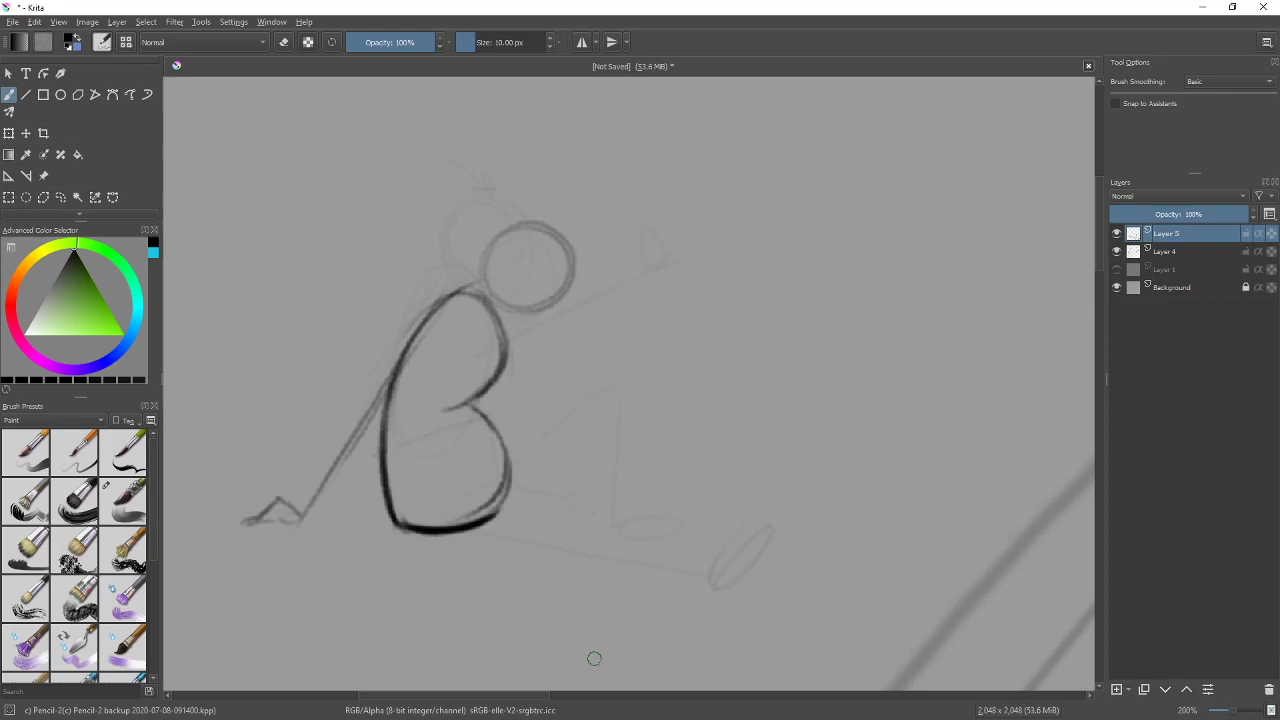 * - Krita
File Edit View Image Layer Select Filter Tools Settings Window Help
Normal Opacity: 100% Size: 10.00 px
[Not Saved] (53.6 MiB) *
Tool Options
Brush Smoothing: Basic
Snap to Assistants
Layers
Normal
Opacity: 100%
Layer 5
Layer 4
Layer 1
Background
Advanced Color Selector
Brush Presets
Paint Tag
Search
c) Pencil-2(c) Pencil-2 backup 2020-07-08-091400.kpp) RGB/Alpha (8-bit integer/channel) sRGB-elle-V2-srgbtrc.icc 2,048 x 2,048 (53.6 MiB) 200%